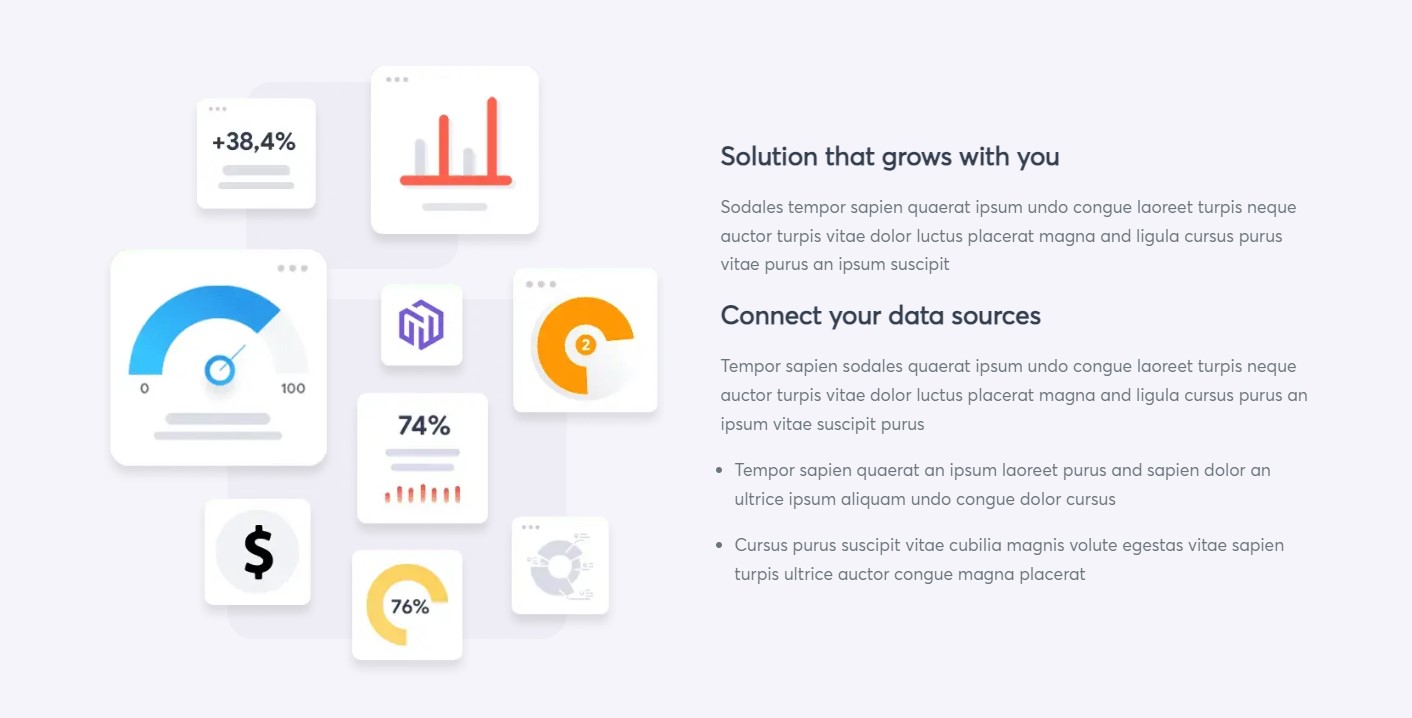 +38,4%
0
100
2
74%
$
76%
Solution that grows with you
Sodales tempor sapien quaerat ipsum undo congue laoreet turpis neque
auctor turpis vitae dolor luctus placerat magna and ligula cursus purus
vitae purus an ipsum suscipit
Connect your data sources
Tempor sapien sodales quaerat ipsum undo congue laoreet turpis neque
auctor turpis vitae dolor luctus placerat magna and ligula cursus purus an
ipsum vitae suscipit purus
Tempor sapien quaerat an ipsum laoreet purus and sapien dolor an
ultrice ipsum aliquam undo congue dolor cursus
Cursus purus suscipit vitae cubilia magnis volute egestas vitae sapien
turpis ultrice auctor congue magna placerat